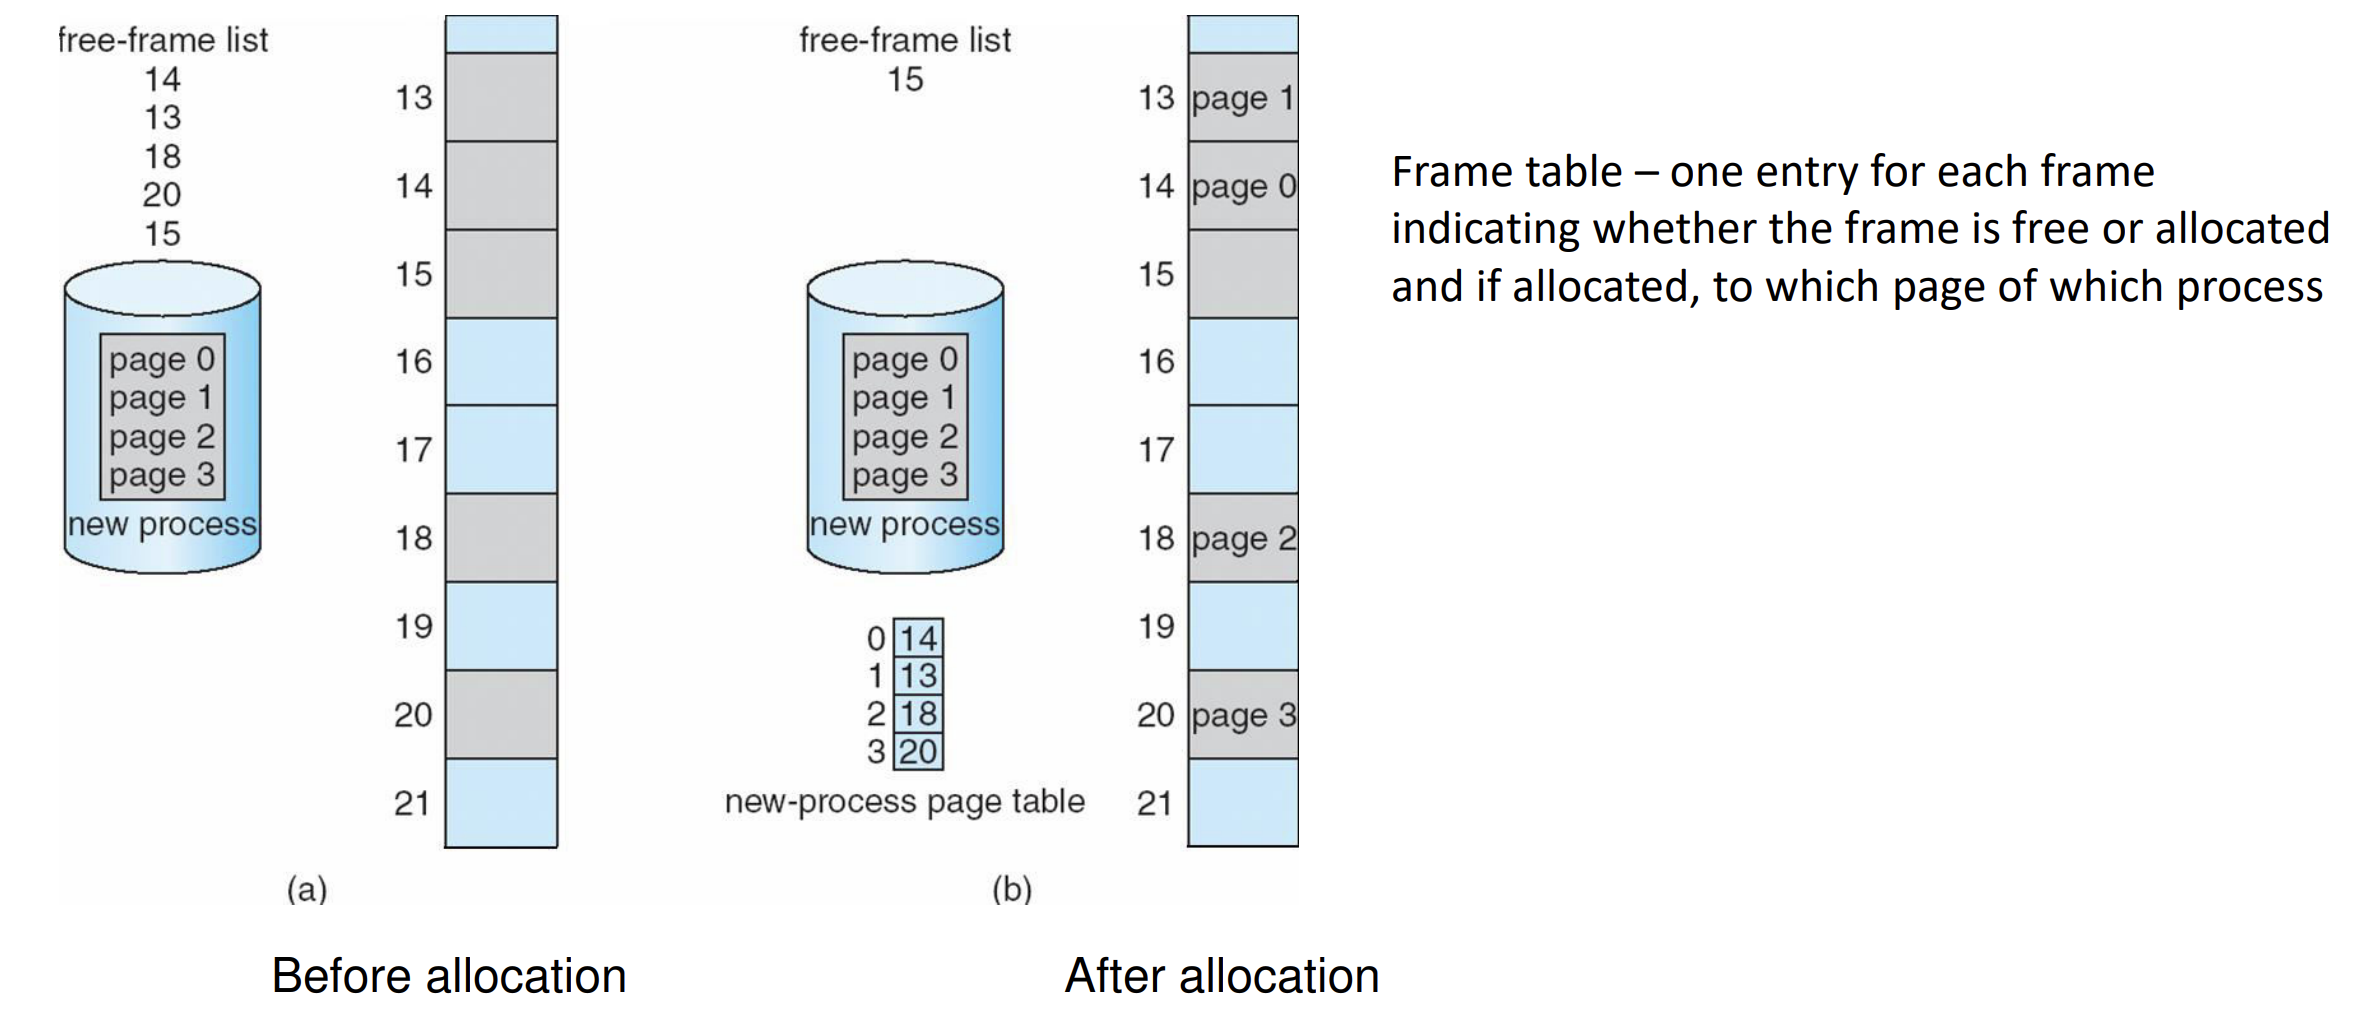 free-frame list
14
13
18
20
15
page 0
page 1
page 2
page 3
new process
13
14
15
16
17
18
19
20
21
(a)
Before allocation
free-frame list
15
page 0
page 1
page 2
page 3
new process
0 14
1 13
2 18
3 20
new-process page table
13 page 1
14 page 0
15
16
17
18 page 2
19
20 page 3
21
(b)
After allocation
Frame table – one entry for each frame
indicating whether the frame is free or allocated
and if allocated, to which page of which process